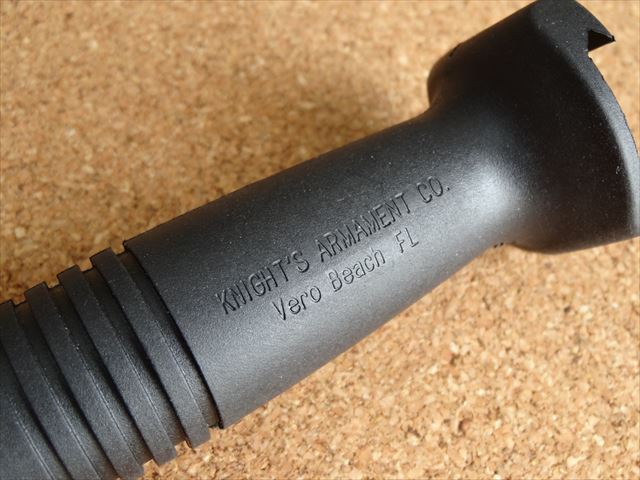 KNIGHT'S ARMAMENT CO.
Vero Beach FL